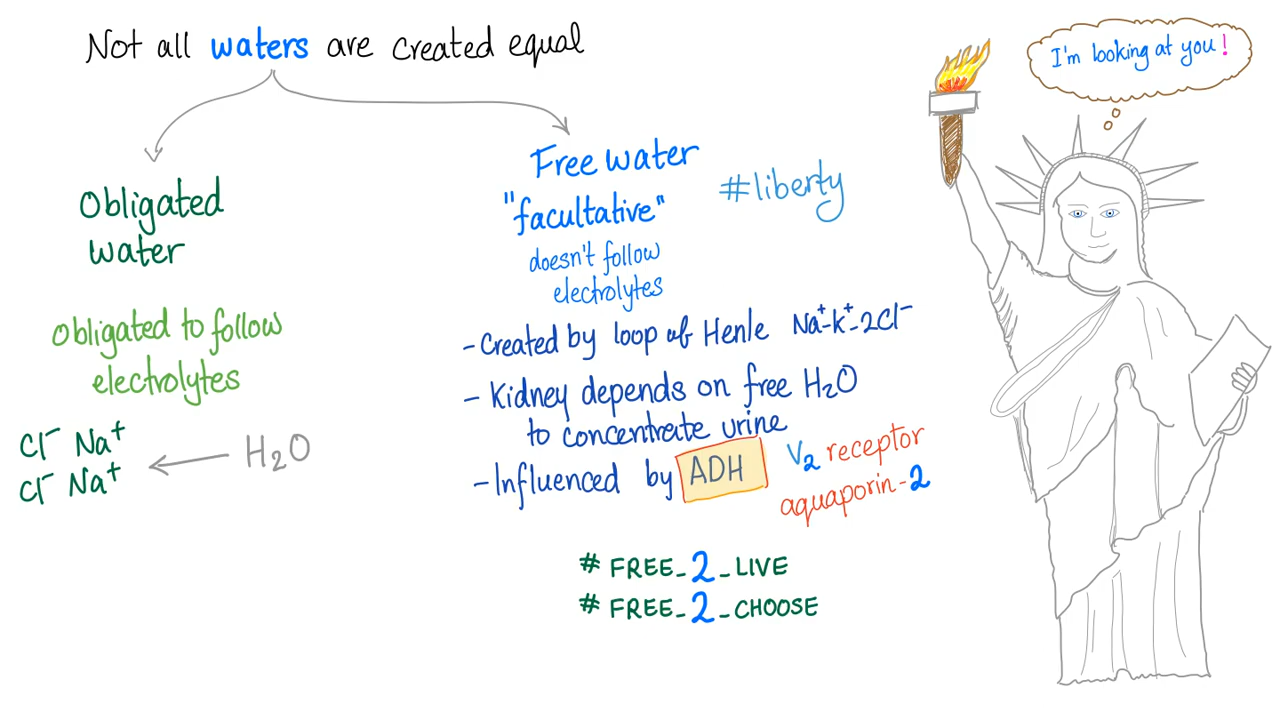 Not all waters are created equal
I'm looking at you!
Obligated
water
Obligated to follow
electrolytes
Cl⁻ Na⁺
Cl⁻ Na⁺
H₂O
Free water
"facultative"
#liberty
doesn't follow
electrolytes
- Created by loop of Henle Na⁺-K⁺-2Cl⁻
- Kidney depends on free H₂O
to concentrate urine
- Influenced by ADH
V₂ receptor
aquaporin-2
# FREE_2_LIVE
# FREE_2_CHOOSE